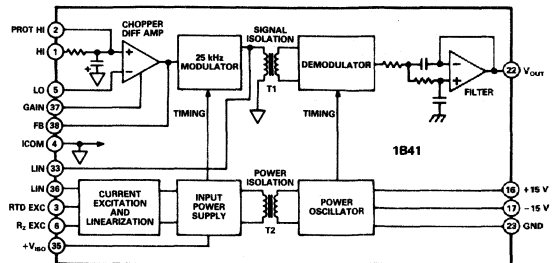 PROT HI 2
CHOPPER
DIFF AMP
HI 1
LO 5
GAIN 37
FB 38
ICOM 4
LIN 33
LIN 36
RTD EXC 3
RZ EXC 6
+VISO 35
25 kHz
MODULATOR
SIGNAL
ISOLATION
T1
DEMODULATOR
FILTER
22 VOUT
TIMING
TIMING
1B41
CURRENT
EXCITATION
AND
LINEARIZATION
INPUT
POWER
SUPPLY
POWER
ISOLATION
T2
POWER
OSCILLATOR
16 +15 V
17 -15 V
23 GND